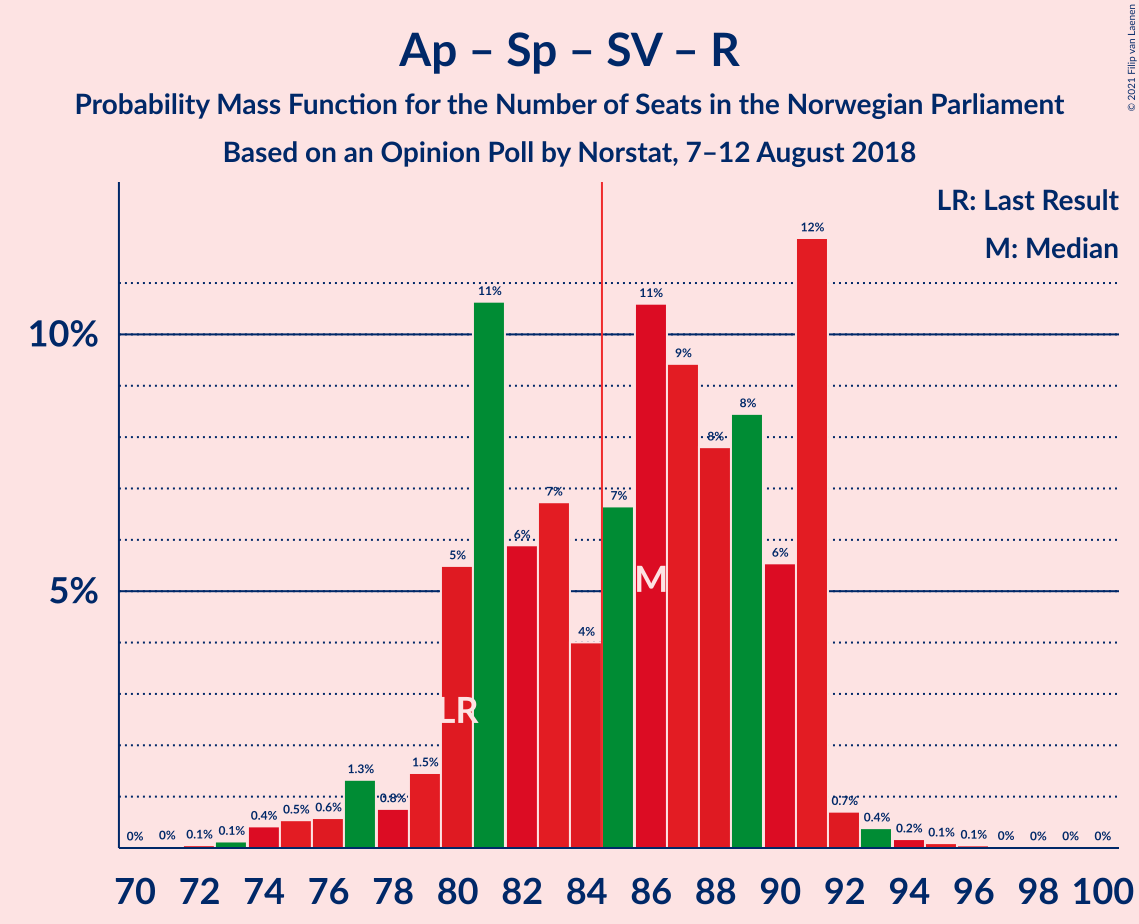 Ap – Sp – SV – R
Probability Mass Function for the Number of Seats in the Norwegian Parliament
Based on an Opinion Poll by Norstat, 7–12 August 2018
© 2021 Filip van Laenen
LR: Last Result
M: Median
10%
5%
0% 0% 0.1% 0.1% 0.4% 0.5% 0.6% 1.3% 0.8% 1.5% 5% 11% 6% 7% 4% 7% 11% 9% 8% 8% 6% 12% 0.7% 0.4% 0.2% 0.1% 0.1% 0% 0% 0% 0%
LR
M
70 72 74 76 78 80 82 84 86 88 90 92 94 96 98 100